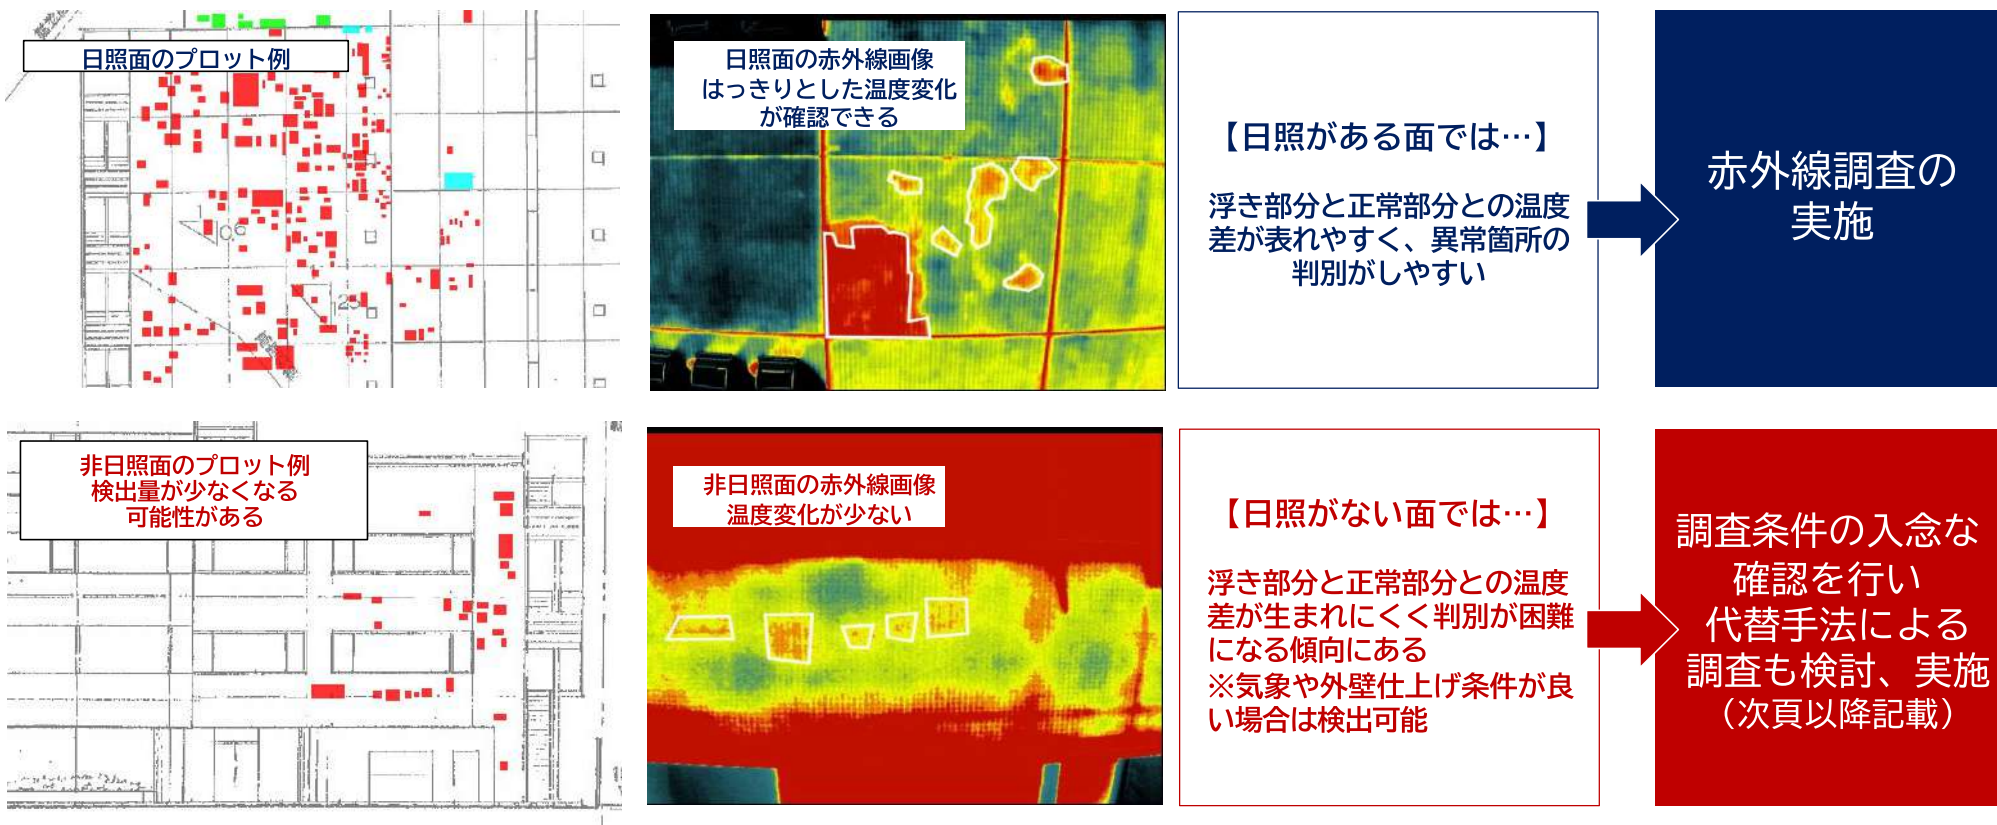 日照面のプロット例
日照面の赤外線画像
はっきりとした温度変化
が確認できる
【日照がある面では…】
浮き部分と正常部分との温度
差が表れやすく、異常箇所の
判別がしやすい
赤外線調査の
実施
非日照面のプロット例
検出量が少なくなる
可能性がある
非日照面の赤外線画像
温度変化が少ない
【日照がない面では…】
浮き部分と正常部分との温度
差が生まれにくく判別が困難
になる傾向にある
※気象や外壁仕上げ条件が良
い場合は検出可能
調査条件の入念な
確認を行い
代替手法による
調査も検討、実施
（次頁以降記載）